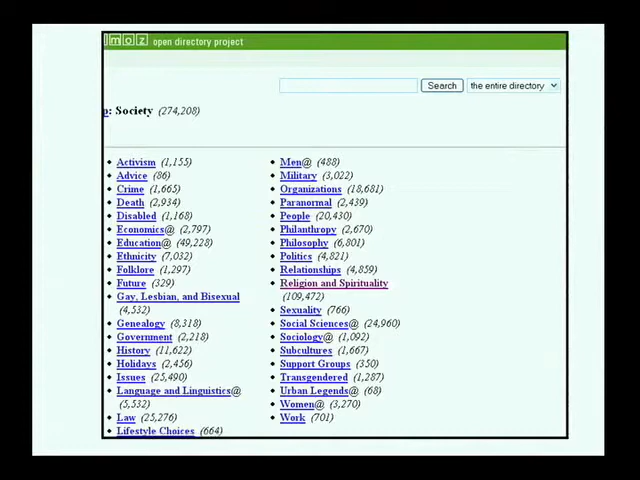 dmoz open directory project
Search the entire directory
p: Society (274,208)
Activism (1,155)
Advice (86)
Crime (1,665)
Death (2,934)
Disabled (1,168)
Economics@ (2,797)
Education@ (49,228)
Ethnicity (7,032)
Folklore (1,297)
Future (329)
Gay, Lesbian, and Bisexual
(4,532)
Genealogy (8,318)
Government (2,218)
History (11,622)
Holidays (2,456)
Issues (25,490)
Language and Linguistics@
(5,532)
Law (25,276)
Lifestyle Choices (664)
Men@ (488)
Military (3,022)
Organizations (18,681)
Paranormal (2,439)
People (20,430)
Philanthropy (2,670)
Philosophy (6,801)
Politics (4,821)
Relationships (4,859)
Religion and Spirituality
(109,472)
Sexuality (766)
Social Sciences@ (24,960)
Sociology@ (1,092)
Subcultures (1,667)
Support Groups (350)
Transgendered (1,287)
Urban Legends@ (68)
Women@ (3,270)
Work (701)